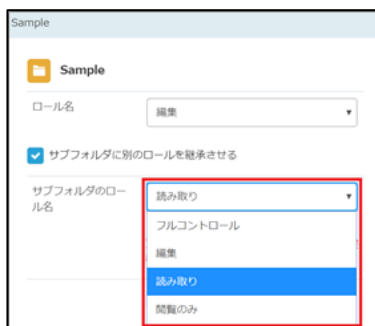 Sample
Sample
ロール名
編集
サブフォルダに別のロールを継承させる
サブフォルダのロー
ル名
読み取り
フルコントロール
編集
読み取り
閲覧のみ